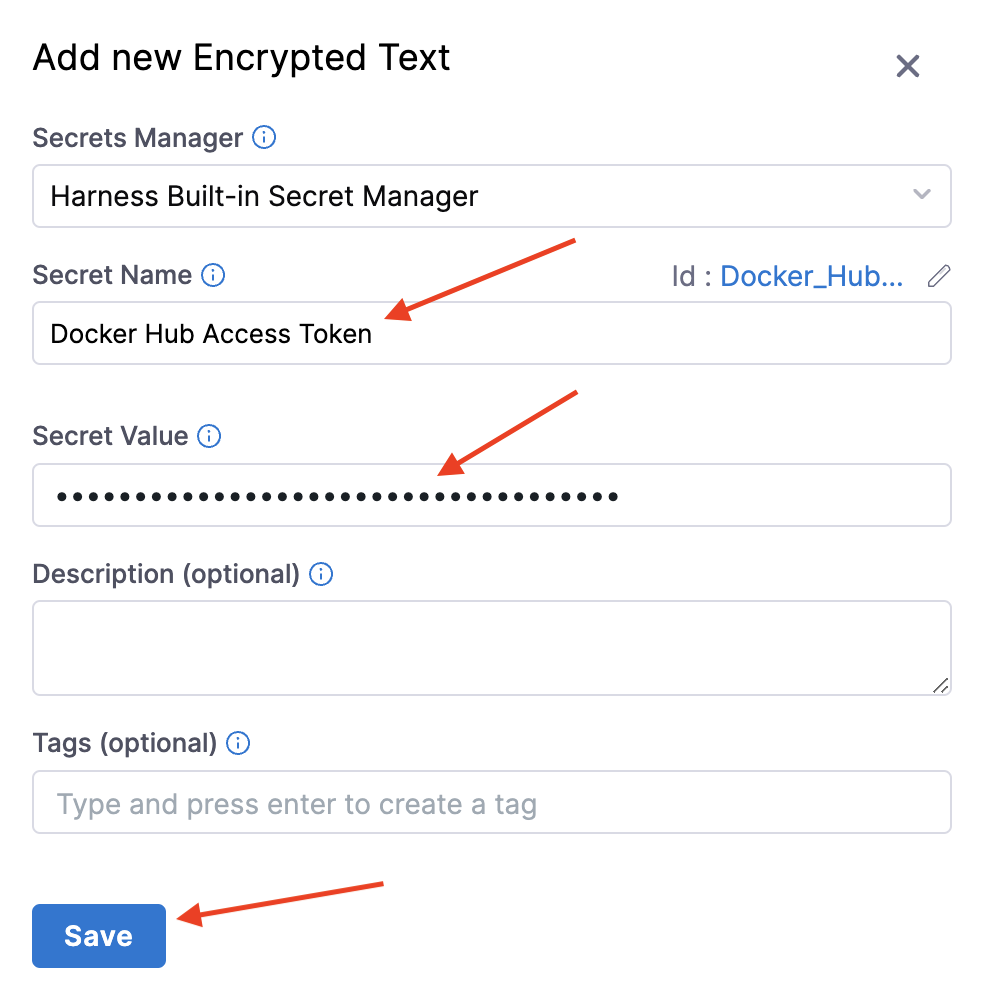 Add new Encrypted Text
Secrets Manager
Harness Built-in Secret Manager
Secret Name
Id : Docker_Hub...
Docker Hub Access Token
Secret Value
••••••••••••••••••••••••••••••••••••
Description (optional)
Tags (optional)
Type and press enter to create a tag
Save